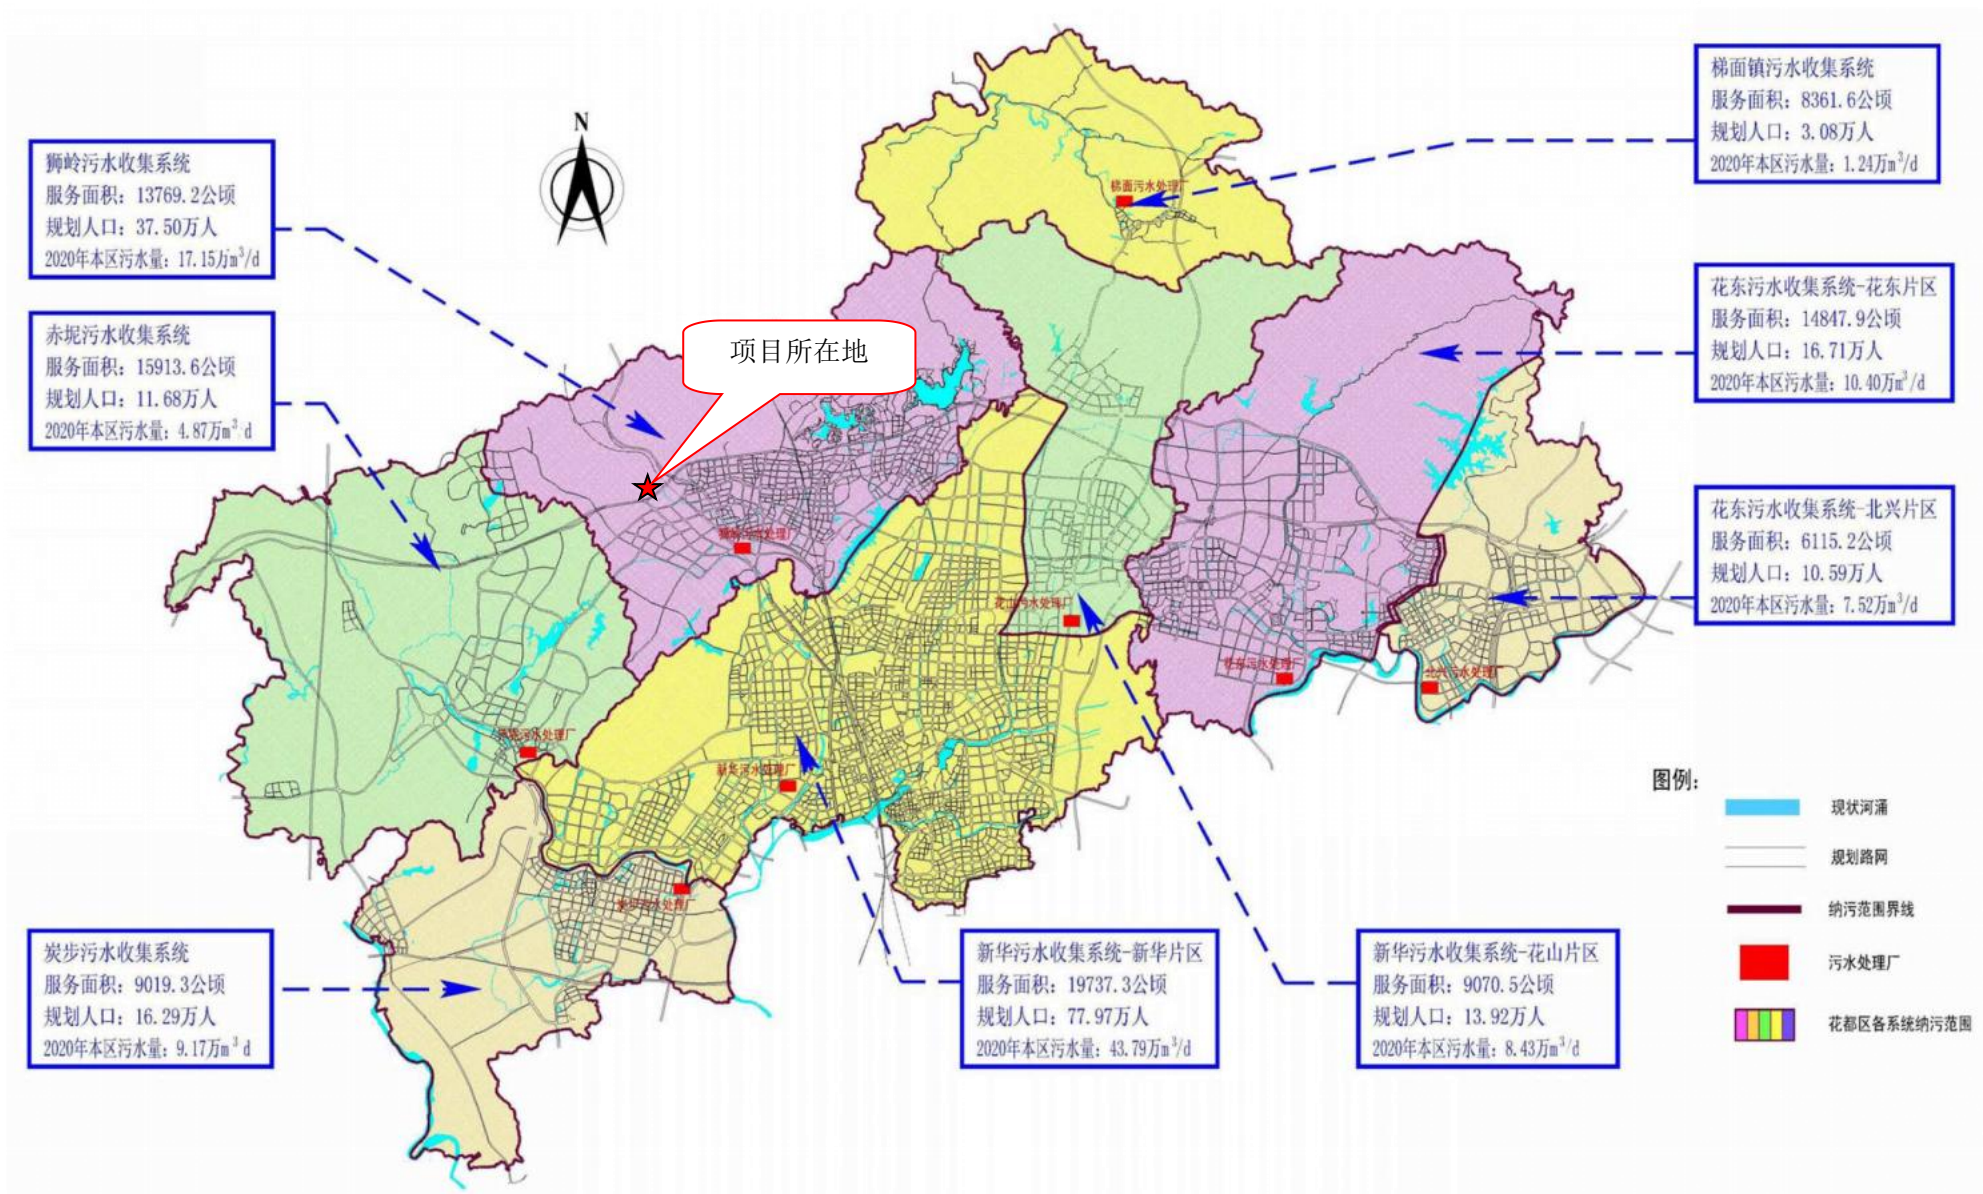 N
梯面镇污水收集系统
服务面积：8361.6公顷
规划人口：3.08万人
2020年本区污水量：1.24万m³/d
狮岭污水收集系统
服务面积：13769.2公顷
规划人口：37.50万人
2020年本区污水量：17.15万m³/d
梯面污水处理厂
花东污水收集系统-花东片区
服务面积：14847.9公顷
规划人口：16.71万人
2020年本区污水量：10.40万m³/d
赤坭污水收集系统
服务面积：15913.6公顷
规划人口：11.68万人
2020年本区污水量：4.87万m³ d
项目所在地
花东污水收集系统-北兴片区
服务面积：6115.2公顷
规划人口：10.59万人
2020年本区污水量：7.52万m³/d
狮岭污水处理厂
花山污水处理厂
花东污水处理厂
北兴污水处理厂
新华污水处理厂
图例：
现状河涌
规划路网
纳污范围界线
污水处理厂
花都区各系统纳污范围
炭步污水收集系统
服务面积：9019.3公顷
规划人口：16.29万人
2020年本区污水量：9.17万m³ d
新华污水收集系统-新华片区
服务面积：19737.3公顷
规划人口：77.97万人
2020年本区污水量：43.79万m³/d
新华污水收集系统-花山片区
服务面积：9070.5公顷
规划人口：13.92万人
2020年本区污水量：8.43万m³/d